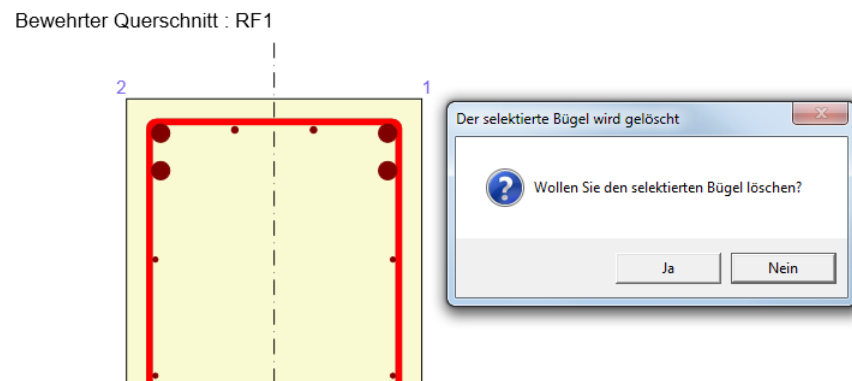 Bewehrter Querschnitt : RF1
2
1
Der selektierte Bügel wird gelöscht
Wollen Sie den selektierten Bügel löschen?
Ja
Nein